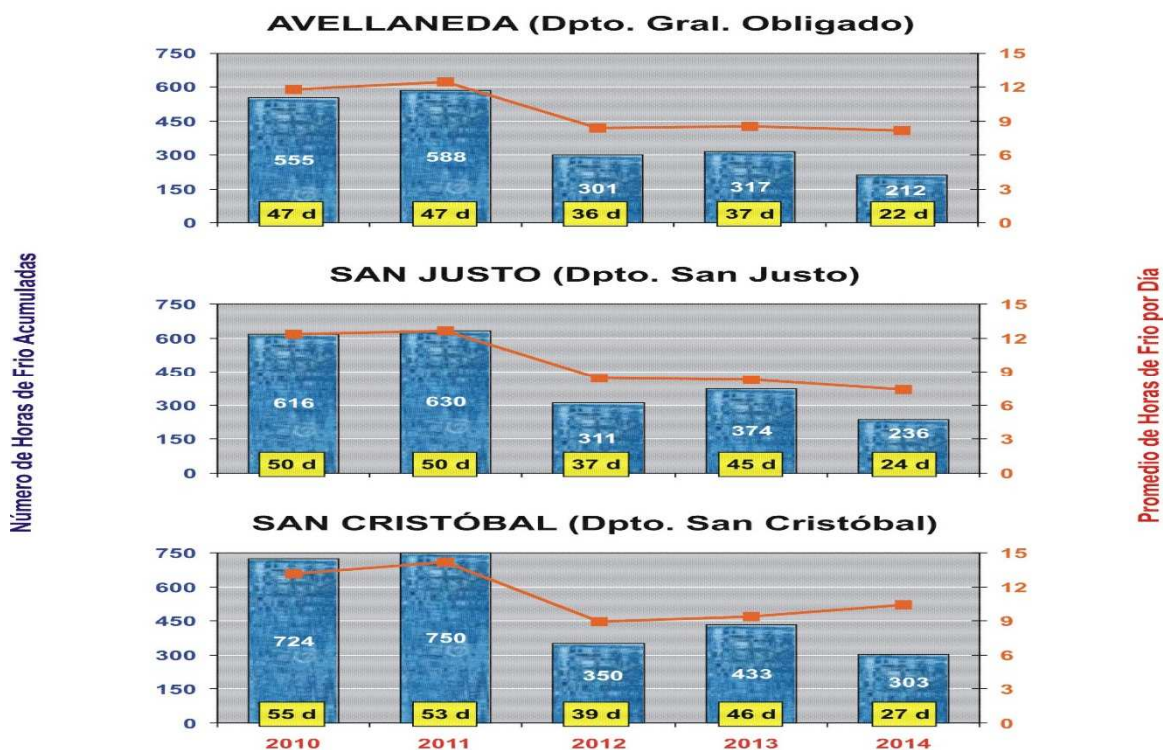 AVELLANEDA (Dpto. Gral. Obligado)
750 15
600 12
450 9
300 6
150 3
0 0
555 588 301 317 212
47 d 47 d 36 d 37 d 22 d
SAN JUSTO (Dpto. San Justo)
750 15
600 12
450 9
300 6
150 3
0 0
616 630 311 374 236
50 d 50 d 37 d 45 d 24 d
SAN CRISTÓBAL (Dpto. San Cristóbal)
750 15
600 12
450 9
300 6
150 3
0 0
724 750 350 433 303
55 d 53 d 39 d 46 d 27 d
2010 2011 2012 2013 2014
Número de Horas de Frio Acumuladas
Promedio de Horas de Frio por Día